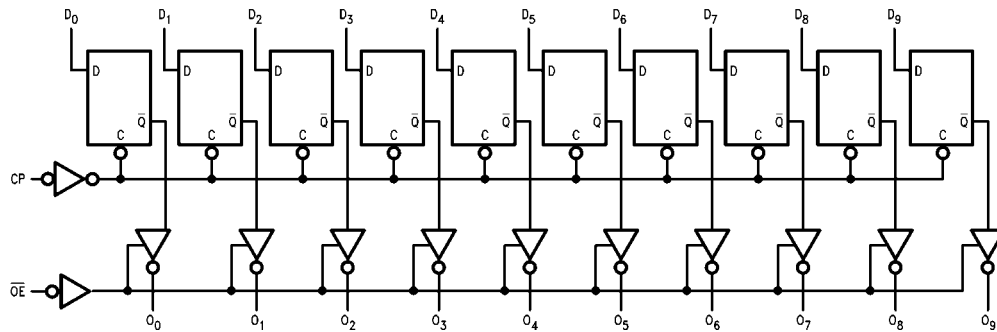 D₀ D₁ D₂ D₃ D₄ D₅ D₆ D₇ D₈ D₉
D D D D D D D D D D
Q̅ Q̅ Q̅ Q̅ Q̅ Q̅ Q̅ Q̅ Q̅ Q̅
C C C C C C C C C C
CP
O̅E̅
O₀ O₁ O₂ O₃ O₄ O₅ O₆ O₇ O₈ O₉